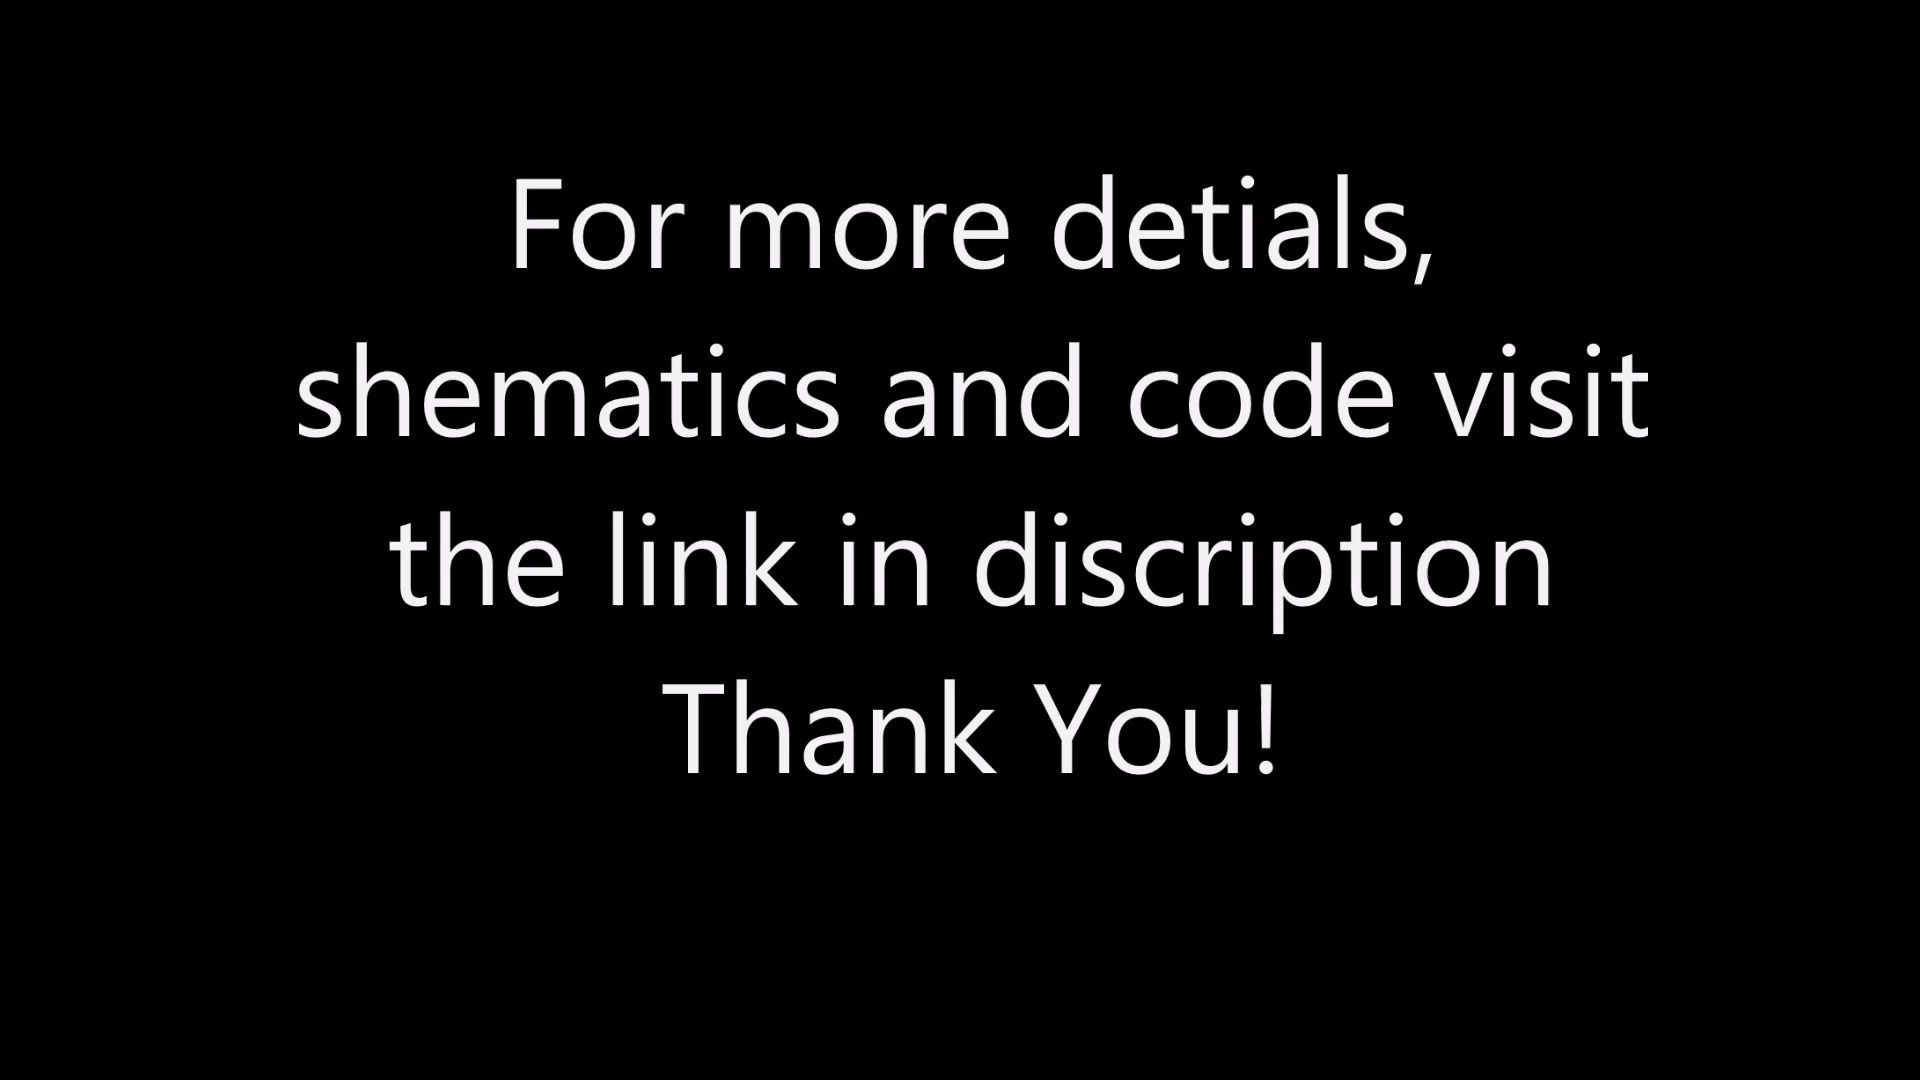 For more detials,
shematics and code visit
the link in discription
Thank You!